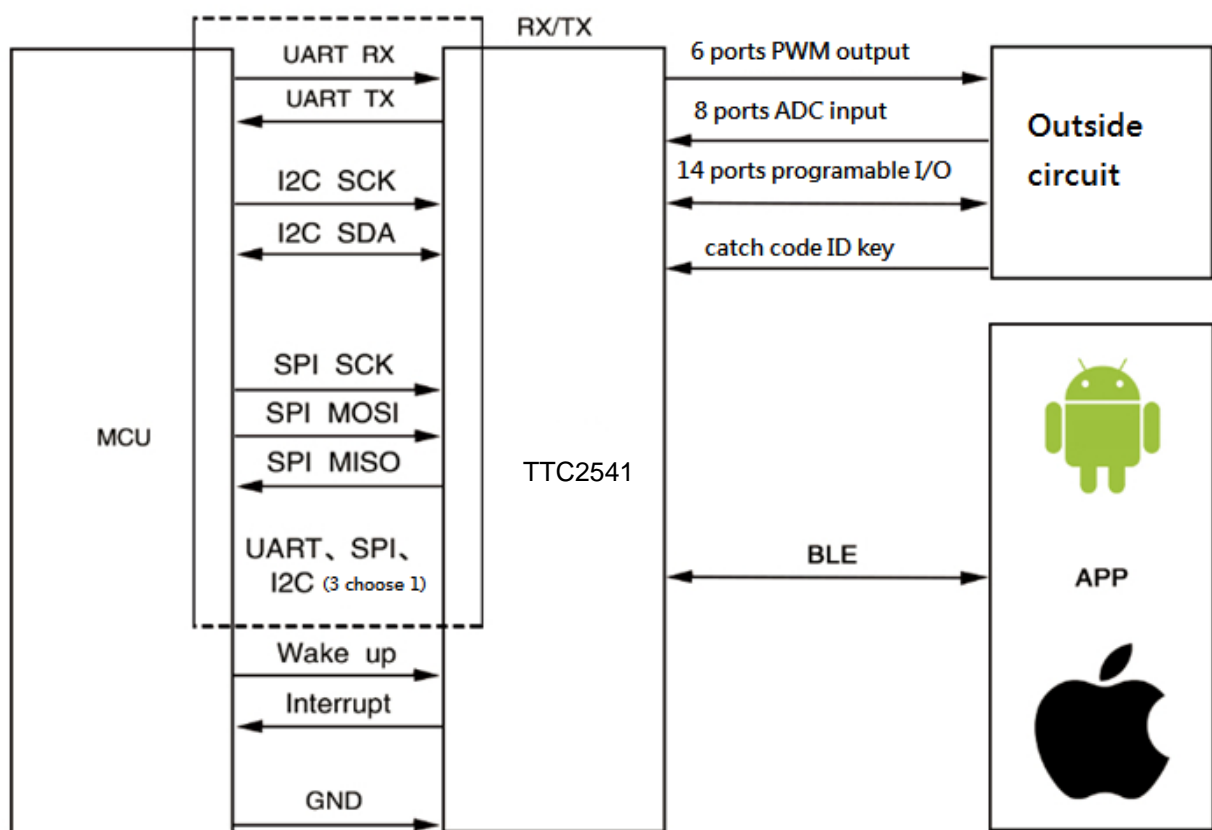 RX/TX
UART RX
UART TX
I2C SCK
I2C SDA
SPI SCK
SPI MOSI
SPI MISO
UART、SPI、
I2C (3 choose 1)
Wake up
Interrupt
GND
MCU
TTC2541
6 ports PWM output
8 ports ADC input
14 ports programable I/O
catch code ID key
Outside
circuit
BLE
APP